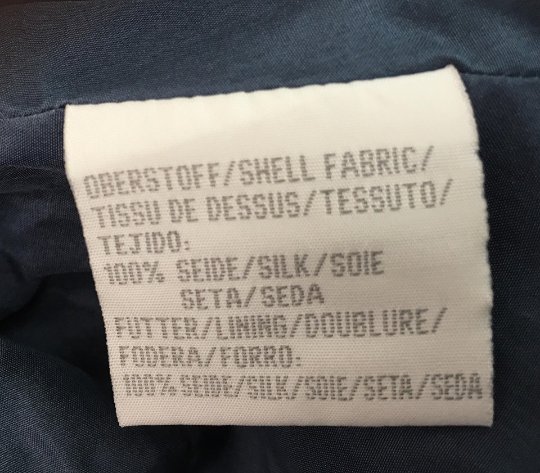 OBERSTOFF/SHELL FABRIC/
TISSU DE DESSUS/TESSUTO/
TEJIDO:
100% SEIDE/SILK/SOIE
SETA/SEDA
FUTTER/LINING/DOUBLURE/
FODERA/FORRO:
100% SEIDE/SILK/SOIE/SETA/SEDA